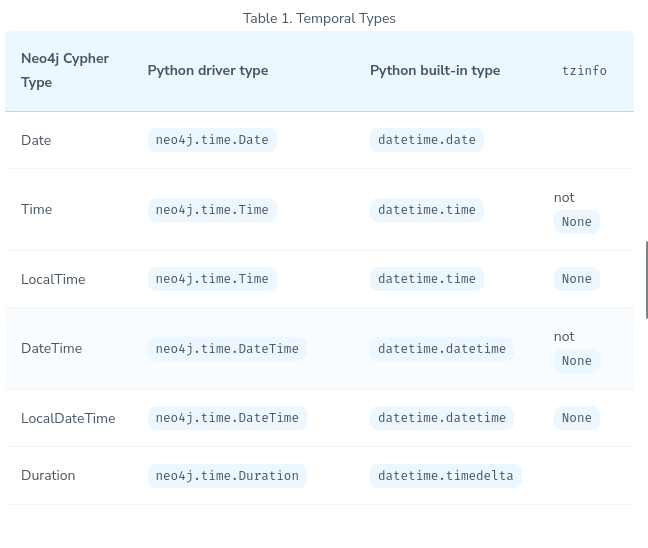 Table 1. Temporal Types
Neo4j Cypher Type Python driver type Python built-in type tzinfo
Date neo4j.time.Date datetime.date
Time neo4j.time.Time datetime.time not None
LocalTime neo4j.time.Time datetime.time None
DateTime neo4j.time.DateTime datetime.datetime not None
LocalDateTime neo4j.time.DateTime datetime.datetime None
Duration neo4j.time.Duration datetime.timedelta